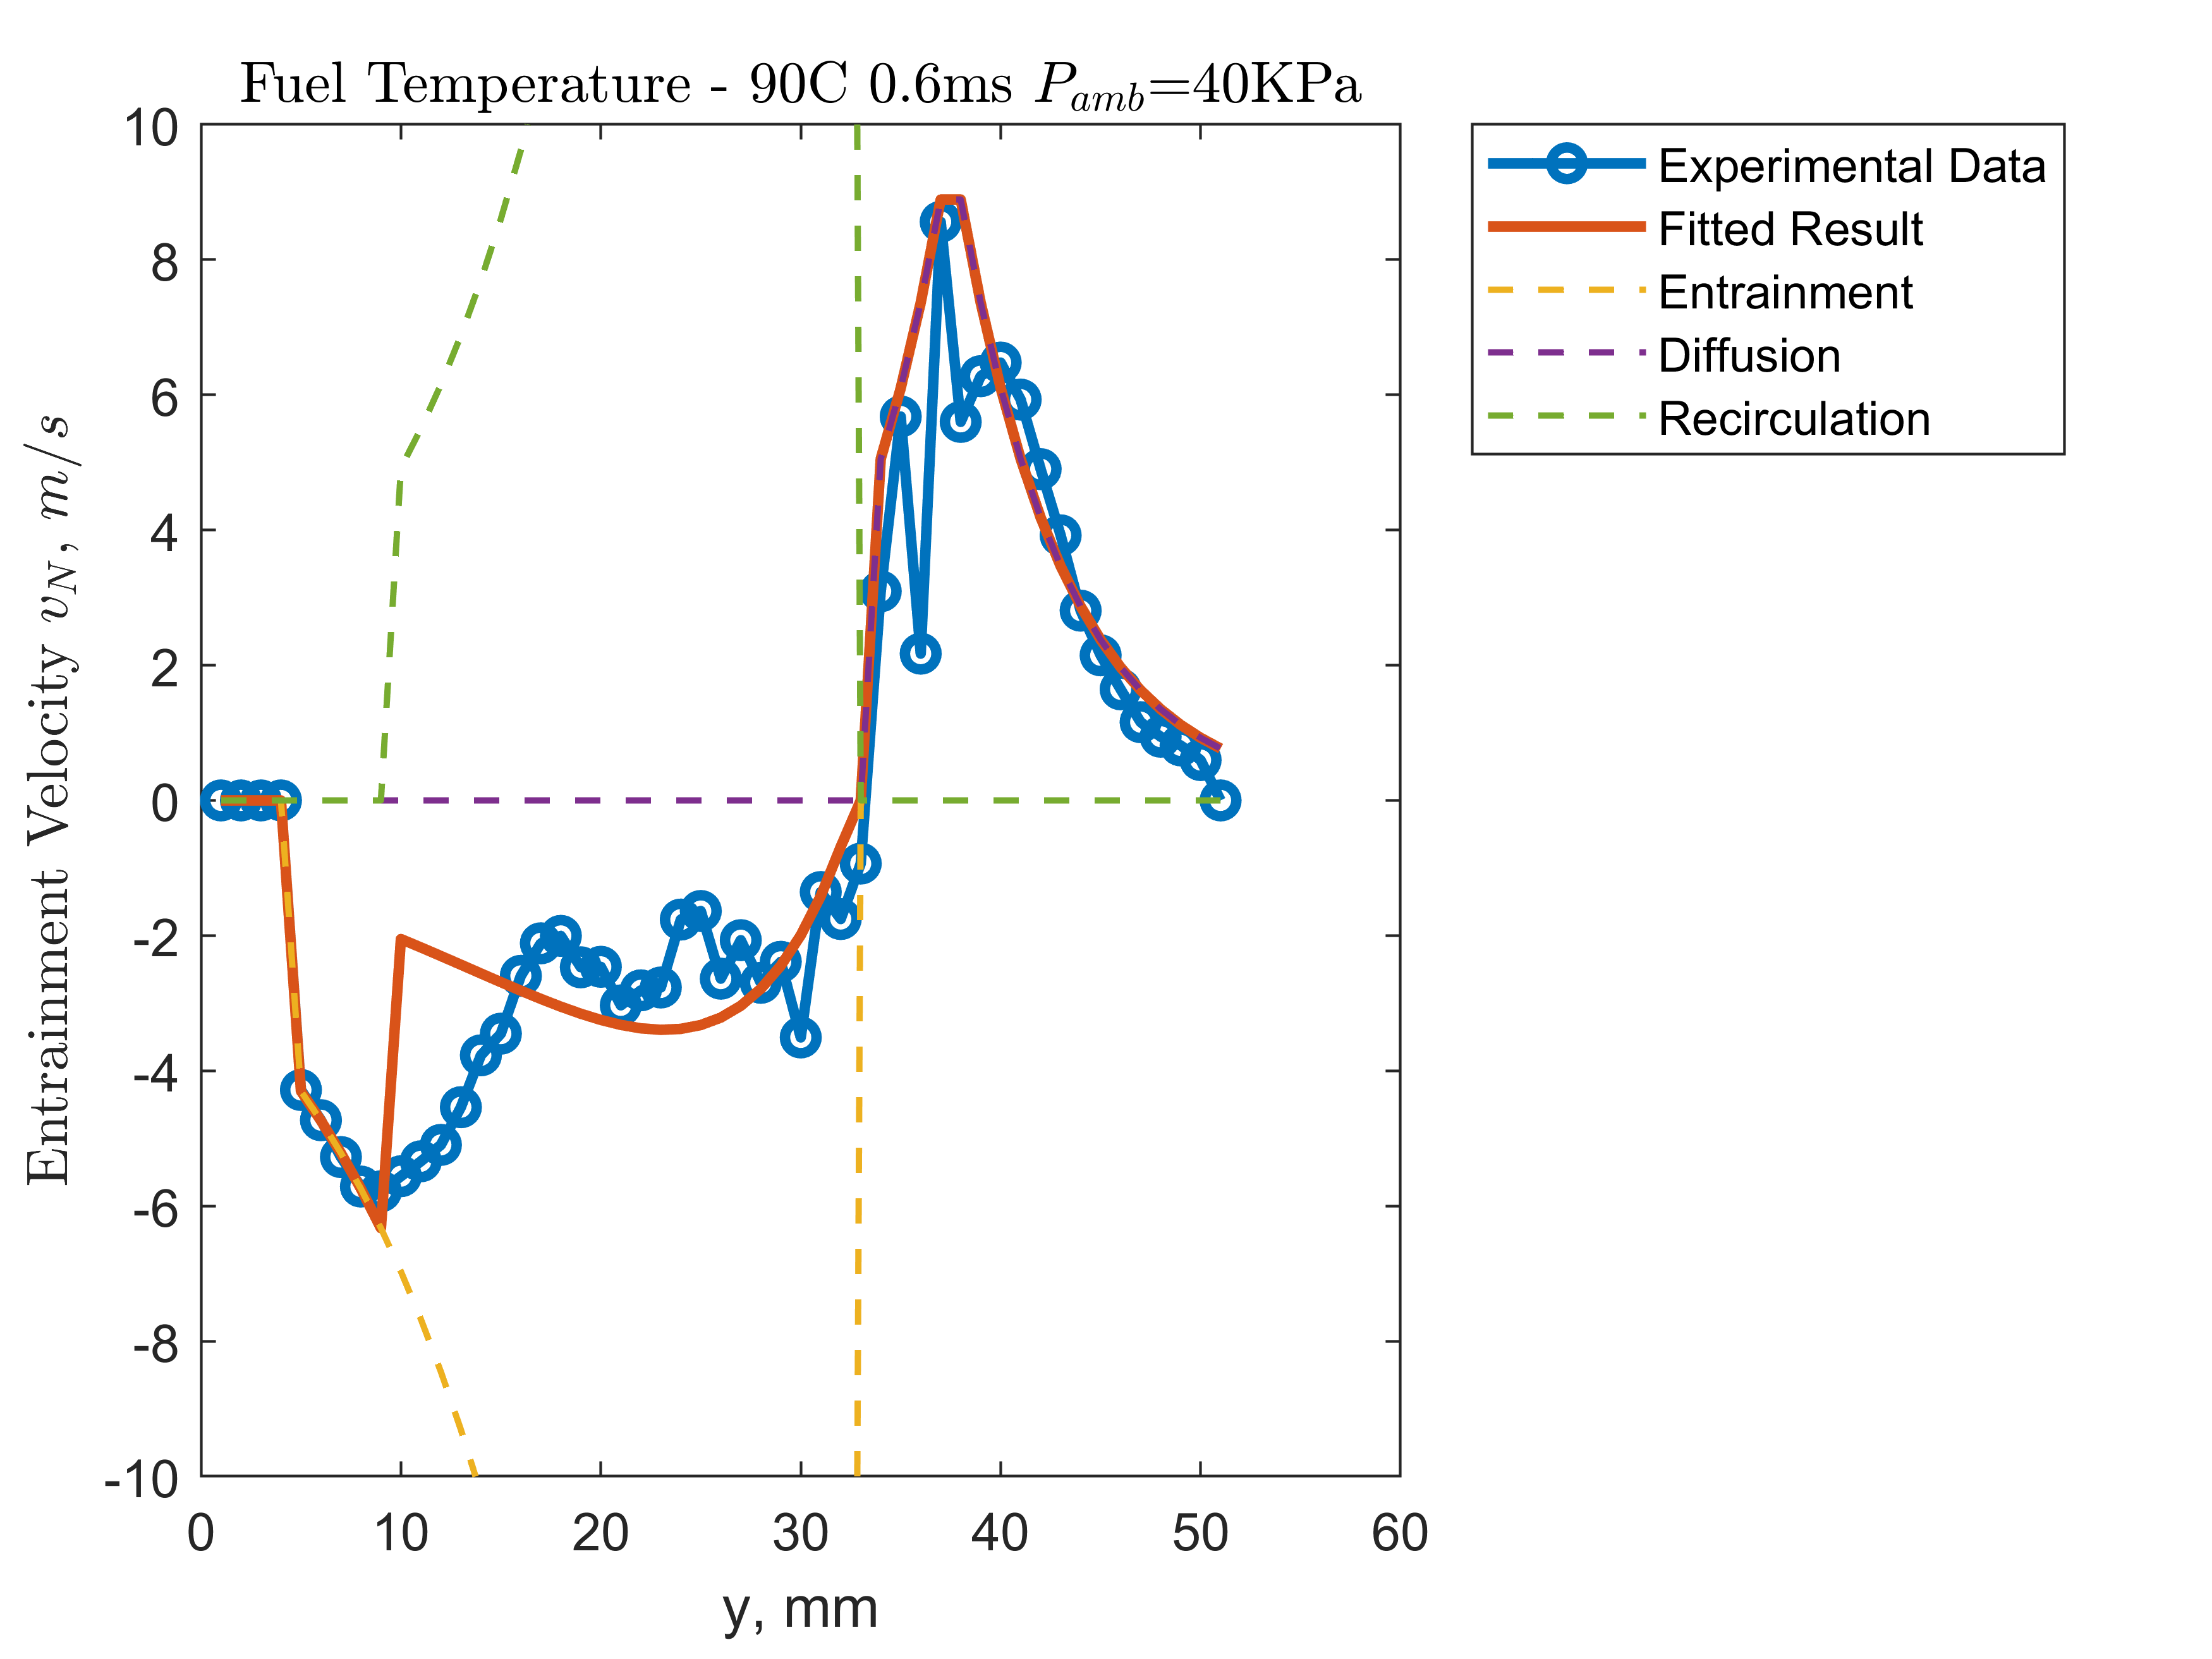 Fuel Temperature - 90C 0.6ms P_amb=40KPa
10
8
6
4
2
0
-2
-4
-6
-8
-10
Entrainment Velocity v_N, m/s
0 10 20 30 40 50 60
y, mm
Experimental Data
Fitted Result
Entrainment
Diffusion
Recirculation